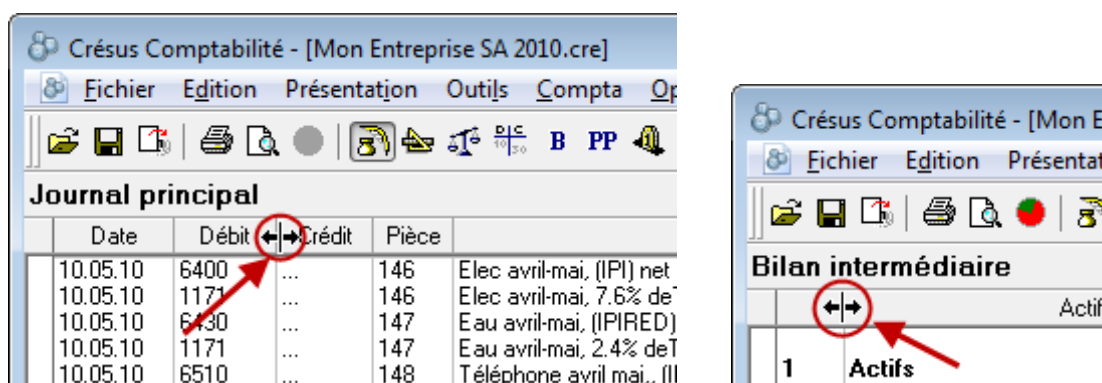 Crésus Comptabilité - [Mon Entreprise SA 2010.cre]
Fichier Edition Présentation Outils Compta Op
B PP
Journal principal
Date Débit Crédit Pièce
10.05.10 6400 ... 146 Elec avril-mai, (IPI) net
10.05.10 1171 ... 146 Elec avril-mai, 7.6% de
10.05.10 6430 ... 147 Eau avril-mai, (IPIRED)
10.05.10 1171 ... 147 Eau avril-mai, 2.4% de
10.05.10 6510 ... 148 Téléphone avril mai,, (I
Crésus Comptabilité - [Mon E
Fichier Edition Présentat
Bilan intermédiaire
Actif
1 Actifs